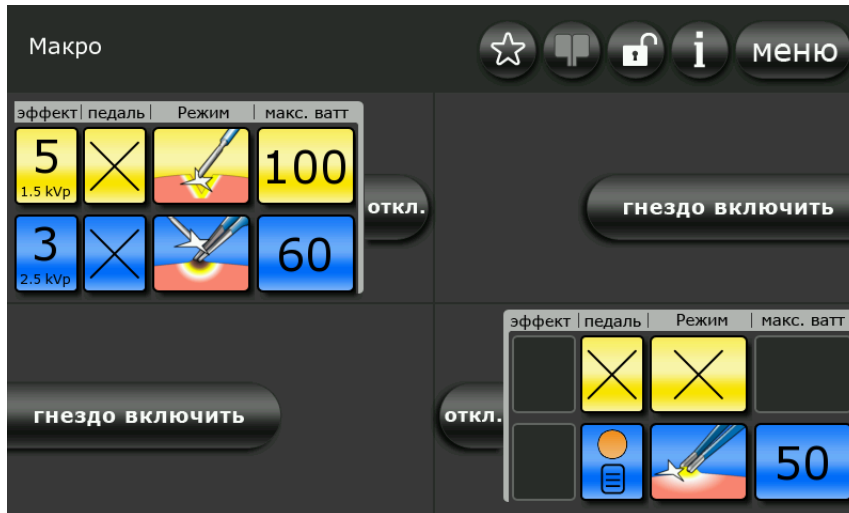 Макро
i
меню
эффект педаль Режим макс. ватт
5
1.5 kVp
100
откл.
3
2.5 kVp
60
гнездо включить
гнездо включить
откл.
эффект педаль Режим макс. ватт
50